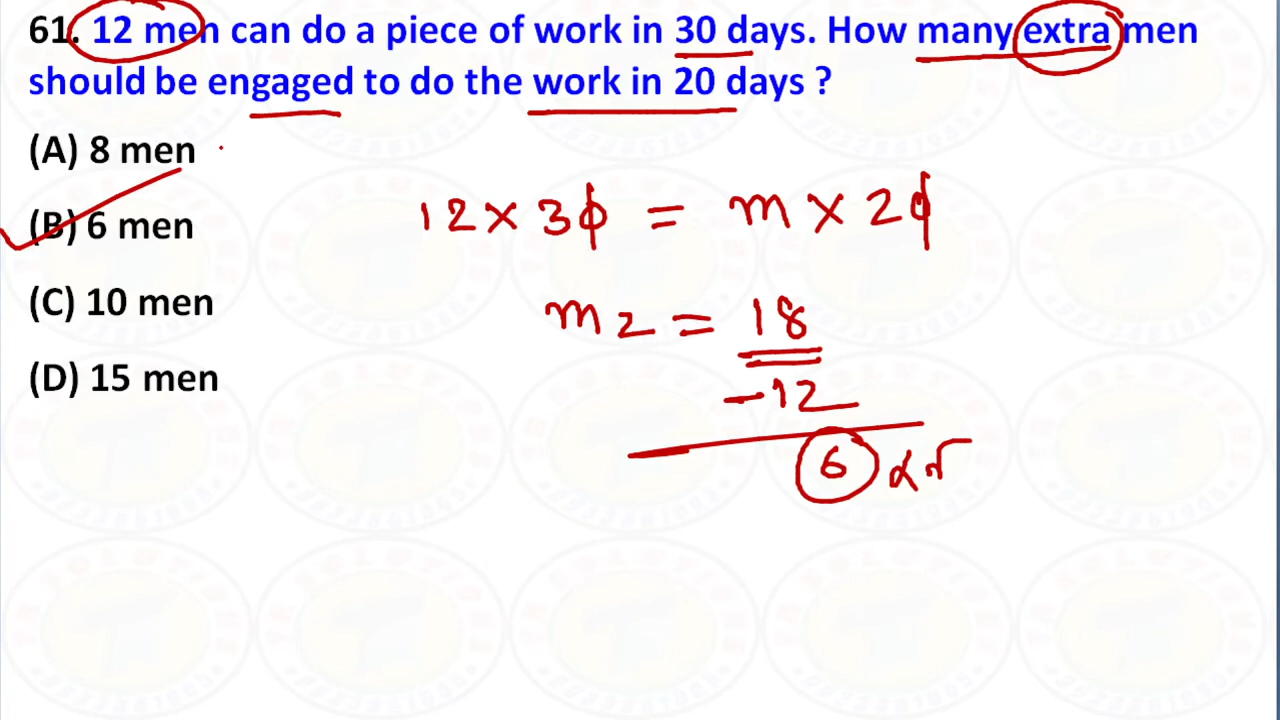 61. 12 men can do a piece of work in 30 days. How many extra men
should be engaged to do the work in 20 days ?
(A) 8 men
(B) 6 men
(C) 10 men
(D) 15 men
12 x 30 = m x 20
m2 = 18
-12
6